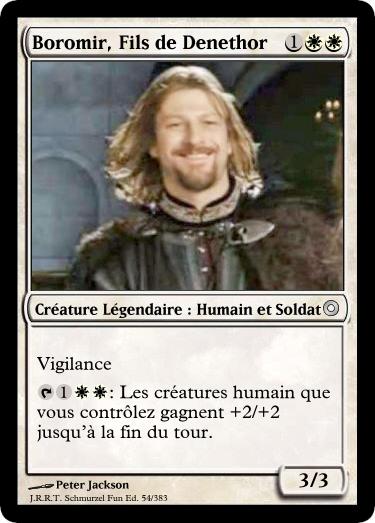 Boromir, Fils de Denethor 1
Créature Légendaire : Humain et Soldat
Vigilance
1 : Les créatures humain que
vous contrôlez gagnent +2/+2
jusqu'à la fin du tour.
Peter Jackson
3/3
J.R.R.T. Schmurzel Fun Ed. 54/383